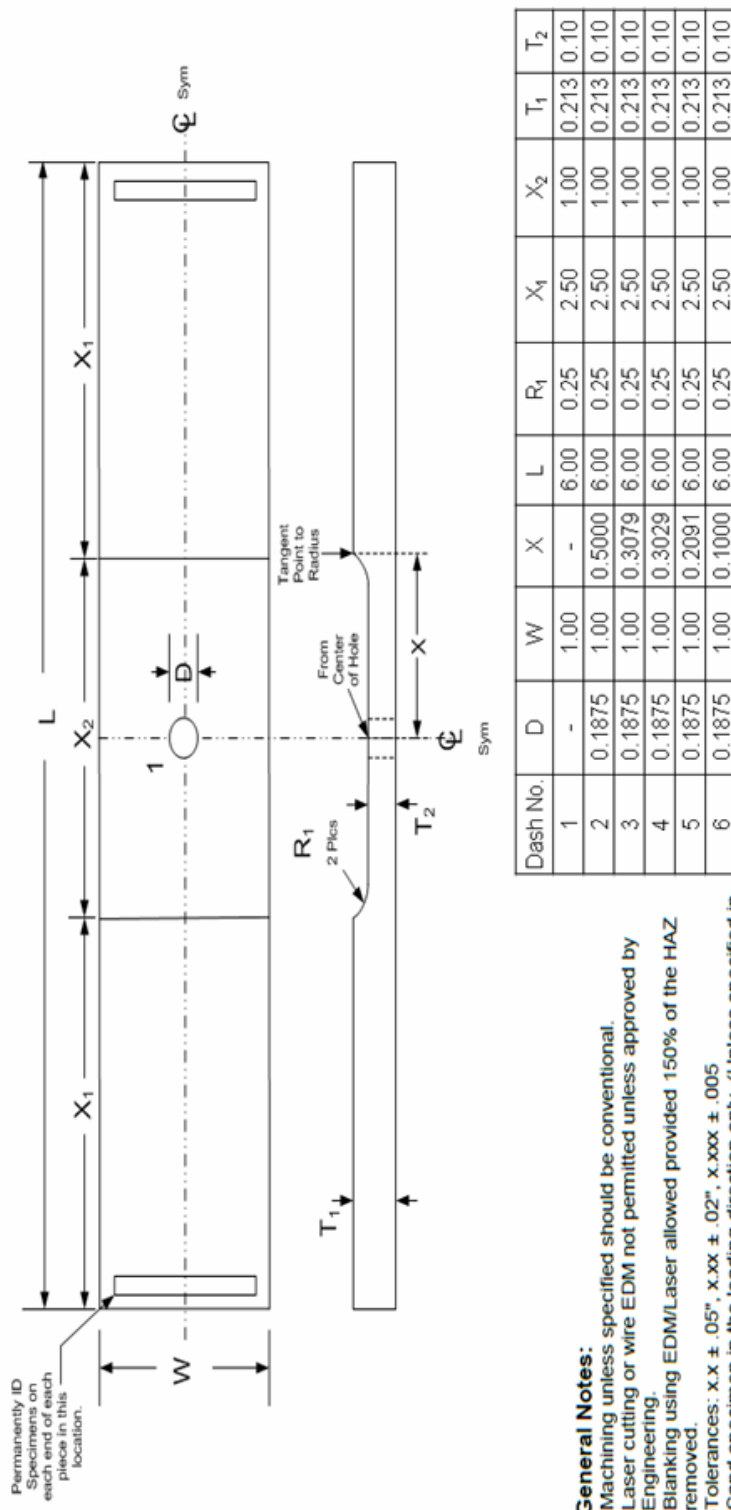 Permanently ID
Specimens on
each end of each
piece in this
location.
L
X₁
X₂
X₁
W
1
D
℄ Sym
T₁
R₁
2 Plcs
T₂
From
Center
of Hole
Tangent
Point to
Radius
X
℄
Sym
General Notes:
Machining unless specified should be conventional.
Laser cutting or wire EDM not permitted unless approved by
Engineering.
Blanking using EDM/Laser allowed provided 150% of the HAZ
removed.
Tolerances: x.x ± .05", x.xx ± .02", x.xxx ± .005
Dash No. D W X L R₁ X₁ X₂ T₁ T₂
1 - 1.00 - 6.00 0.25 2.50 1.00 0.213 0.10
2 0.1875 1.00 0.5000 6.00 0.25 2.50 1.00 0.213 0.10
3 0.1875 1.00 0.3079 6.00 0.25 2.50 1.00 0.213 0.10
4 0.1875 1.00 0.3029 6.00 0.25 2.50 1.00 0.213 0.10
5 0.1875 1.00 0.2091 6.00 0.25 2.50 1.00 0.213 0.10
6 0.1875 1.00 0.1000 6.00 0.25 2.50 1.00 0.213 0.10